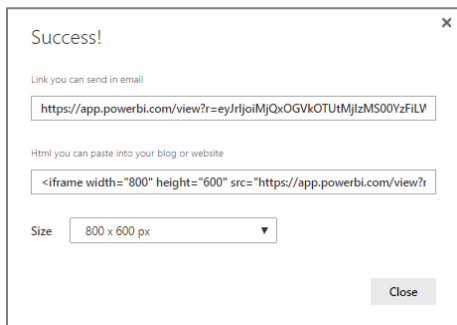 Success!
Link you can send in email
https://app.powerbi.com/view?r=eyJrIjoiMjQxOGVkOTUtMjIzMS00YzFiLW
Html you can paste into your blog or website
<iframe width="800" height="600" src="https://app.powerbi.com/view?r
Size 800 x 600 px
Close